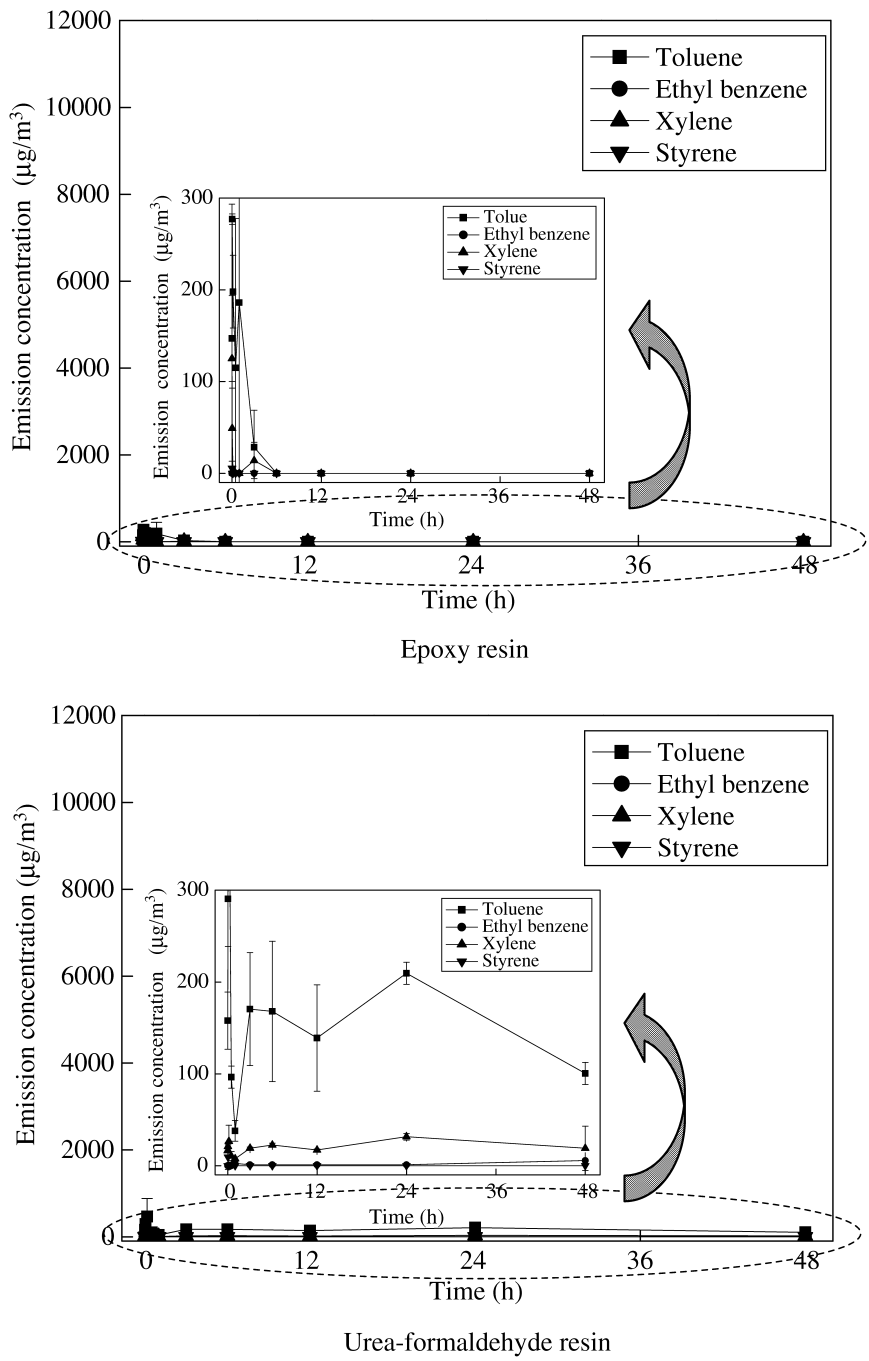 12000
10000
8000
6000
4000
2000
0
Emission concentration (μg/m³)
Toluene
Ethyl benzene
Xylene
Styrene
300
200
100
0
Emission concentration (μg/m³)
Tolue
Ethyl benzene
Xylene
Styrene
0 12 24 36 48
Time (h)
0 12 24 36 48
Time (h)
Epoxy resin
12000
10000
8000
6000
4000
2000
0
Emission concentration (μg/m³)
Toluene
Ethyl benzene
Xylene
Styrene
300
200
100
0
Emission concentration (μg/m³)
Toluene
Ethyl benzene
Xylene
Styrene
0 12 24 36 48
Time (h)
0 12 24 36 48
Time (h)
Urea-formaldehyde resin